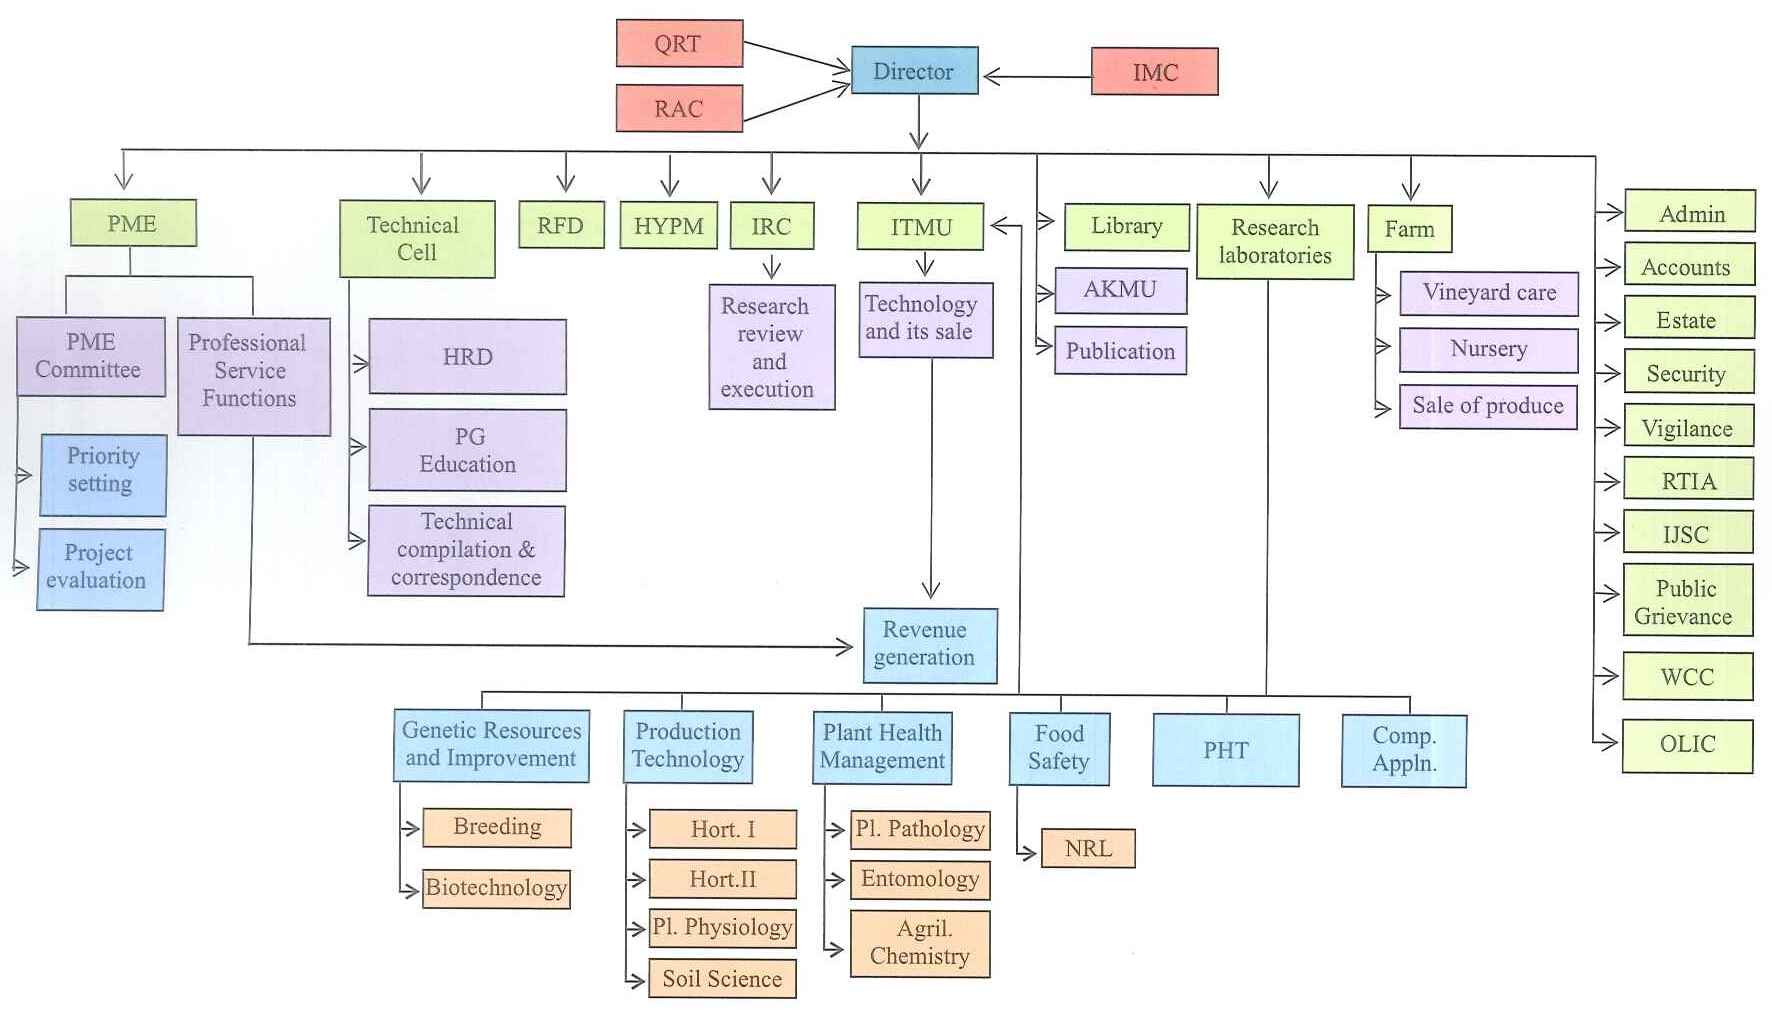 QRT
Director
IMC
RAC
PME
Technical
Cell
RFD
HYPM
IRC
ITMU
Library
Research
laboratories
Farm
Admin
Accounts
Estate
Security
Vigilance
RTIA
IJSC
Public
Grievance
WCC
OLIC
AKMU
Publication
Vineyard care
Nursery
Sale of produce
PME
Committee
Professional
Service
Functions
HRD
PG
Education
Technical
compilation &
correspondence
Research
review
and
execution
Technology
and its sale
Priority
setting
Project
evaluation
Revenue
generation
Genetic Resources
and Improvement
Production
Technology
Plant Health
Management
Food
Safety
PHT
Comp.
Appln.
Breeding
Biotechnology
Hort. I
Hort.II
Pl. Physiology
Soil Science
Pl. Pathology
Entomology
Agril.
Chemistry
NRL